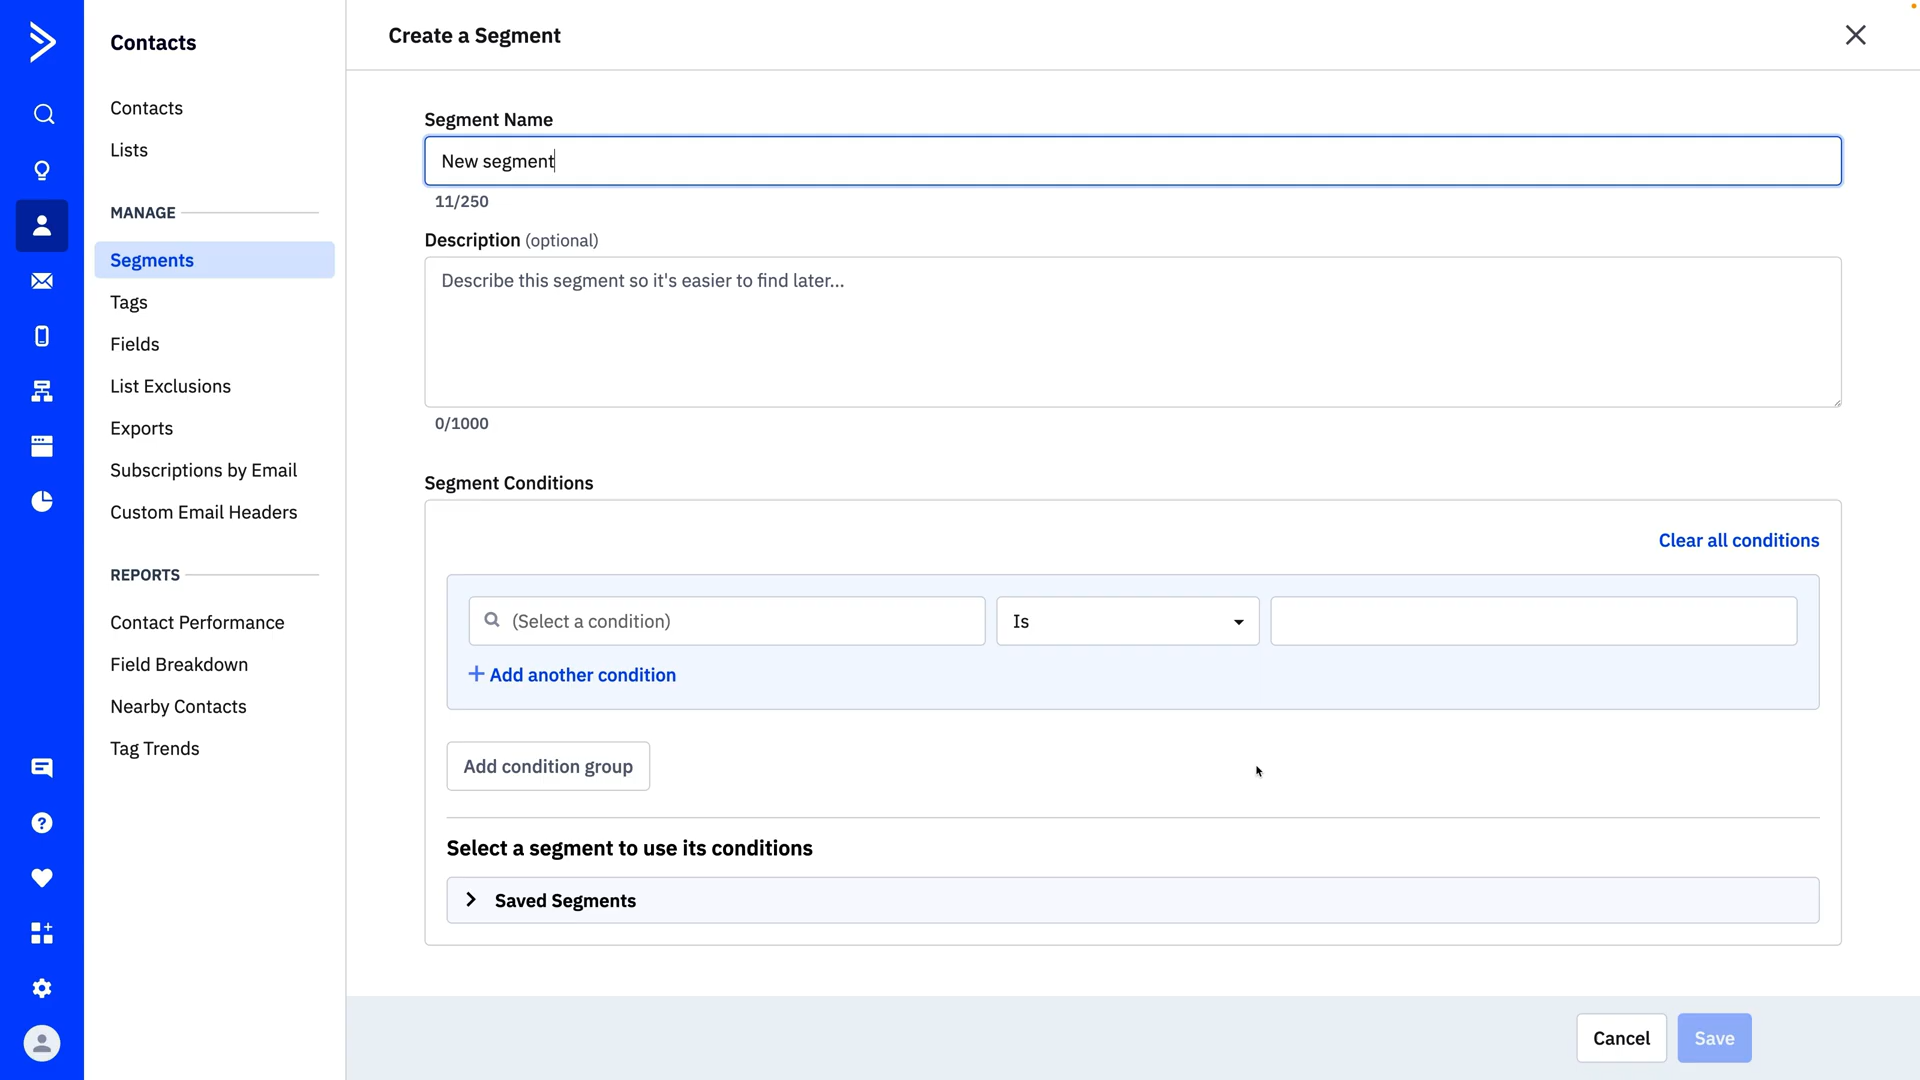 Contacts
Contacts
Lists
MANAGE
Segments
Tags
Fields
List Exclusions
Exports
Subscriptions by Email
Custom Email Headers
REPORTS
Contact Performance
Field Breakdown
Nearby Contacts
Tag Trends
Create a Segment
Segment Name
New segment
11/250
Description (optional)
Describe this segment so it's easier to find later...
0/1000
Segment Conditions
Clear all conditions
(Select a condition) Is
Add another condition
Add condition group
Select a segment to use its conditions
Saved Segments
Cancel Save